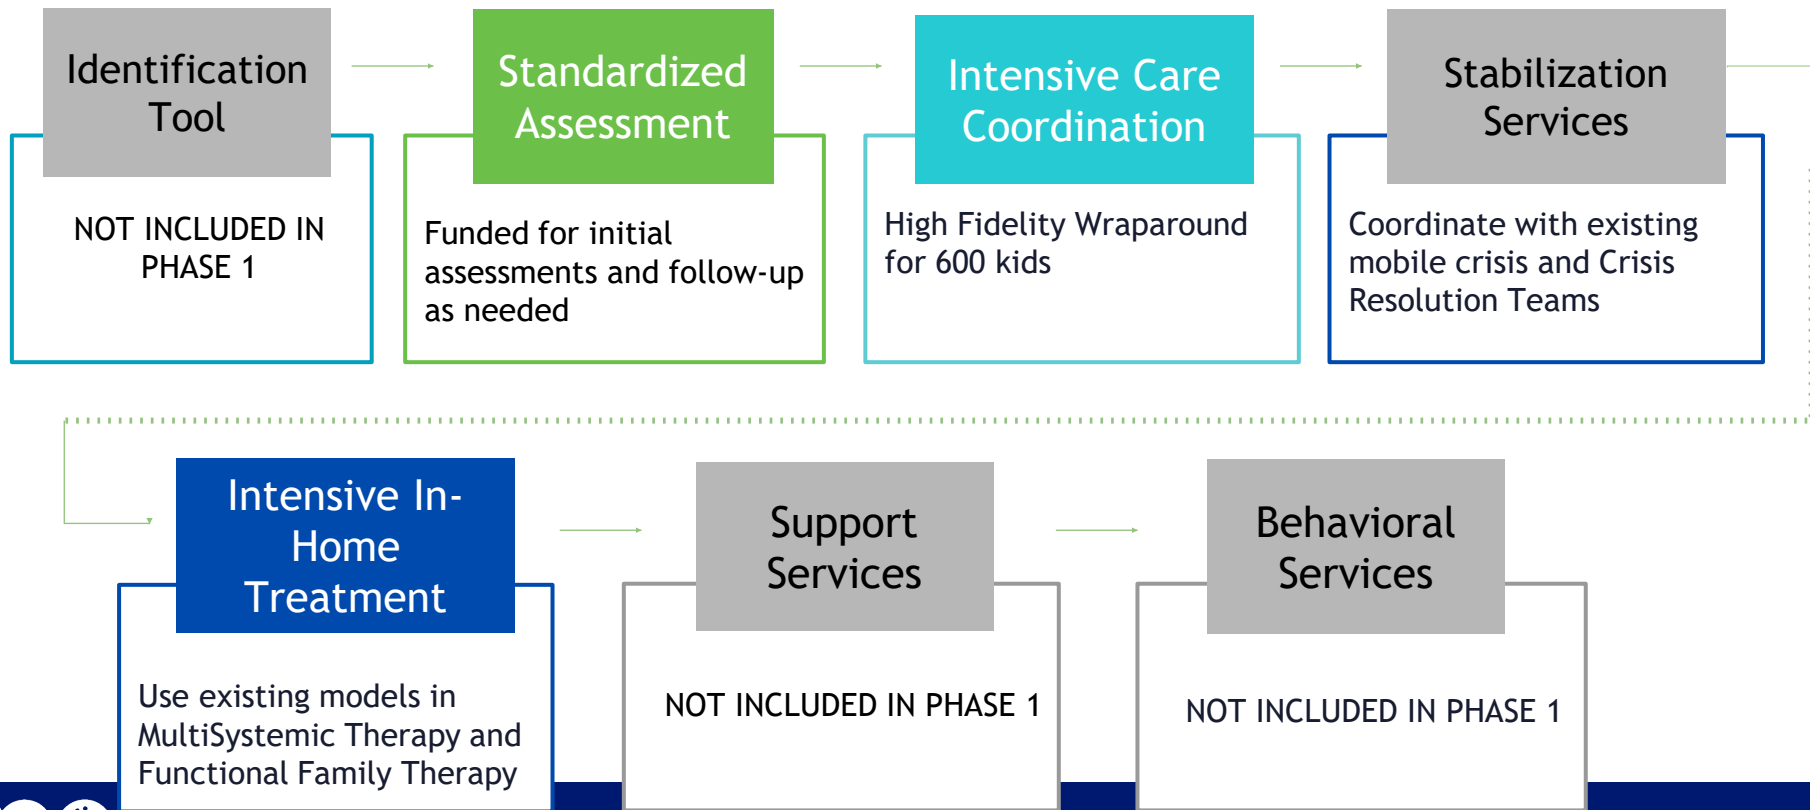 Identification
Tool
NOT INCLUDED IN
PHASE 1
Standardized
Assessment
Funded for initial
assessments and follow-up
as needed
Intensive Care
Coordination
High Fidelity Wraparound
for 600 kids
Stabilization
Services
Coordinate with existing
mobile crisis and Crisis
Resolution Teams
Intensive In-
Home
Treatment
Use existing models in
MultiSystemic Therapy and
Functional Family Therapy
Support
Services
NOT INCLUDED IN PHASE 1
Behavioral
Services
NOT INCLUDED IN PHASE 1